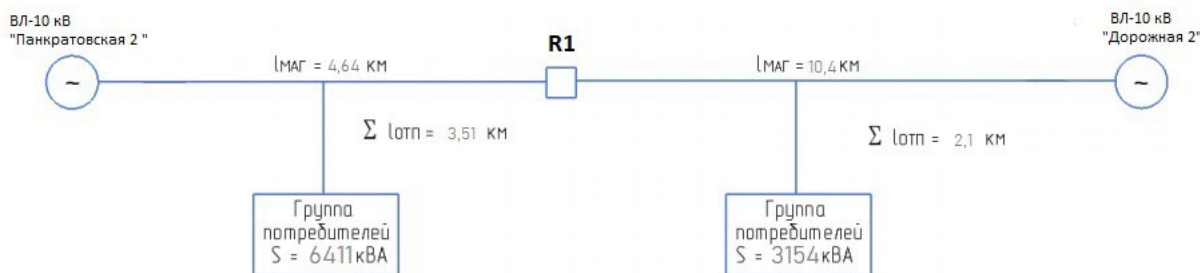 ВЛ-10 кВ
"Панкратовская 2 "
ВЛ-10 кВ
"Дорожная 2"
R1
lМАГ = 4,64 КМ
lМАГ = 10,4 КМ
~
~
Σ lОТП = 3,51 КМ
Σ lОТП = 2,1 КМ
Группа
потребителей
S = 6411кВА
Группа
потребителей
S = 3154кВА